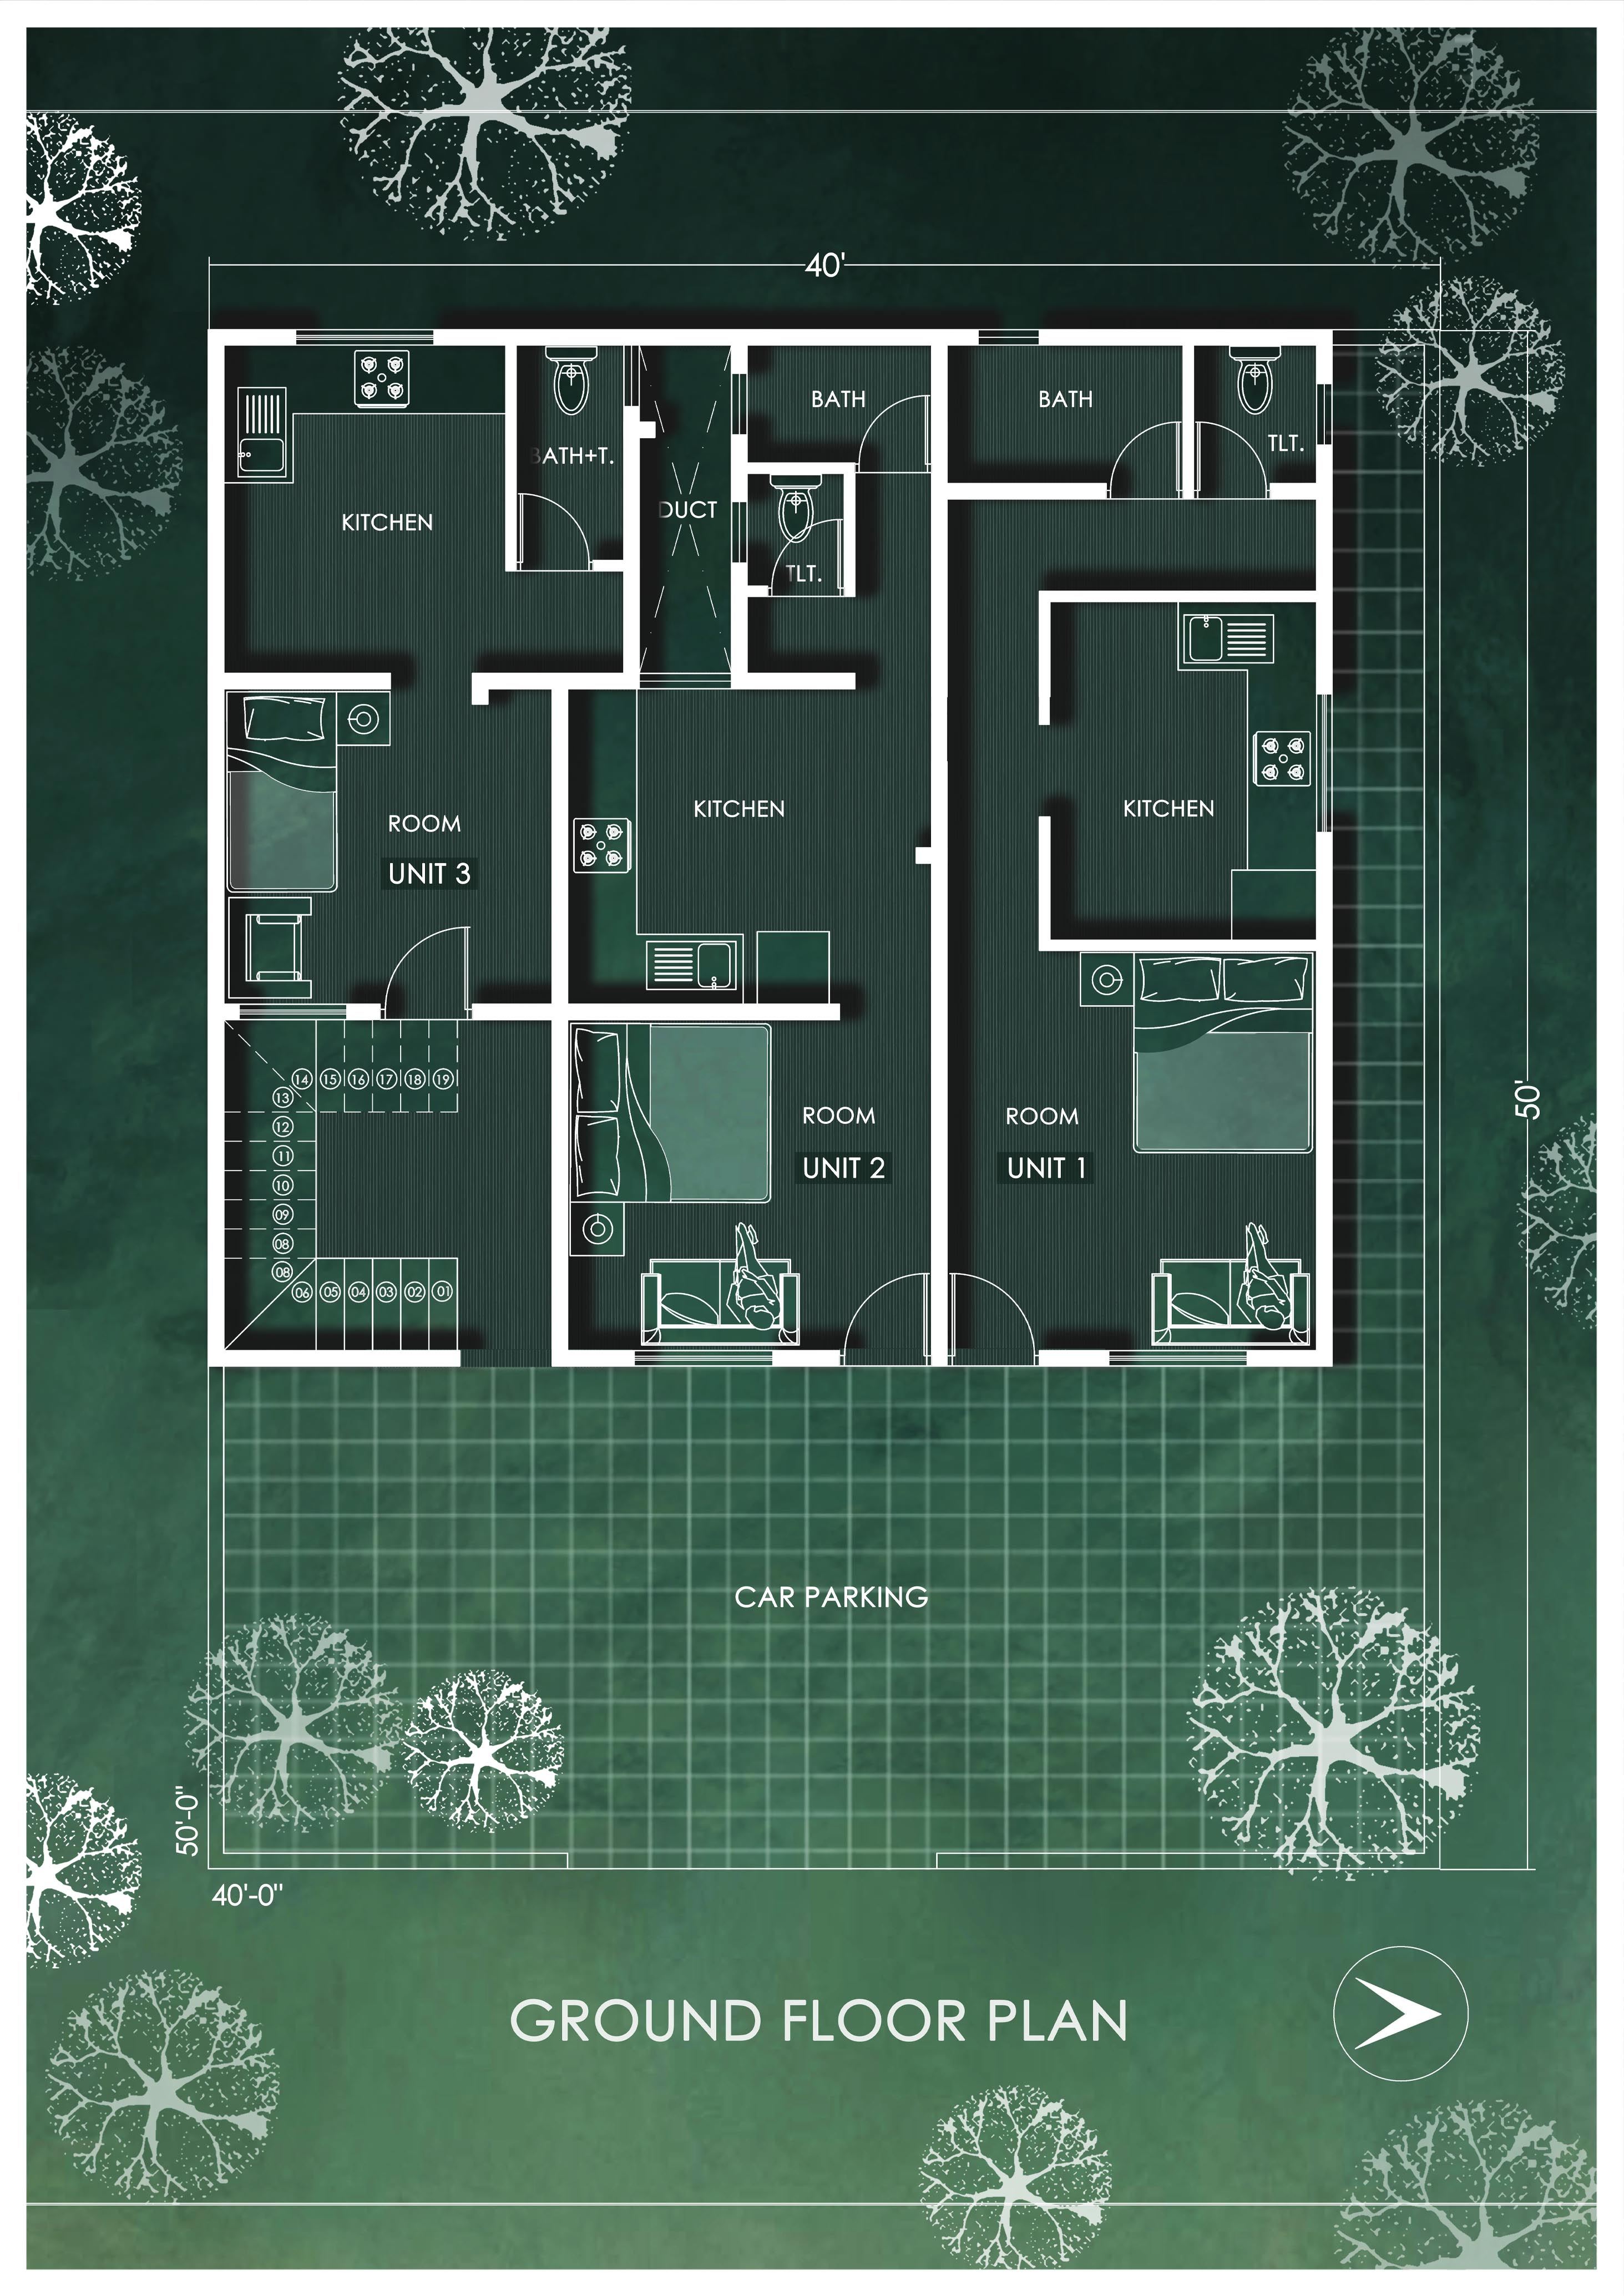 40'
BATH
BATH
TLT.
BATH+T.
DUCT
KITCHEN
TLT.
KITCHEN
KITCHEN
ROOM
UNIT 3
14 15 16 17 18 19
13
12
11
10
09
08
08
06 05 04 03 02 01
ROOM
UNIT 2
ROOM
UNIT 1
50'
CAR PARKING
50'-0"
40'-0"
GROUND FLOOR PLAN